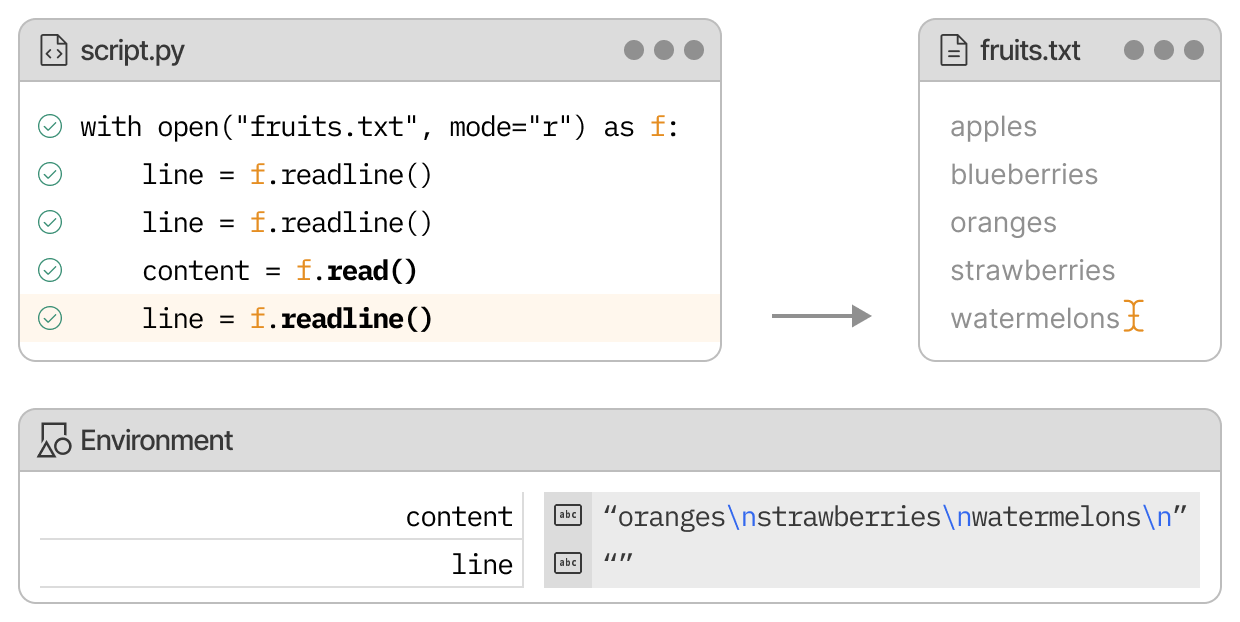 script.py
with open("fruits.txt", mode="r") as f:
line = f.readline()
line = f.readline()
content = f.read()
line = f.readline()
fruits.txt
apples
blueberries
oranges
strawberries
watermelons
Environment
content abc “oranges\nstrawberries\nwatermelons\n”
line abc “”